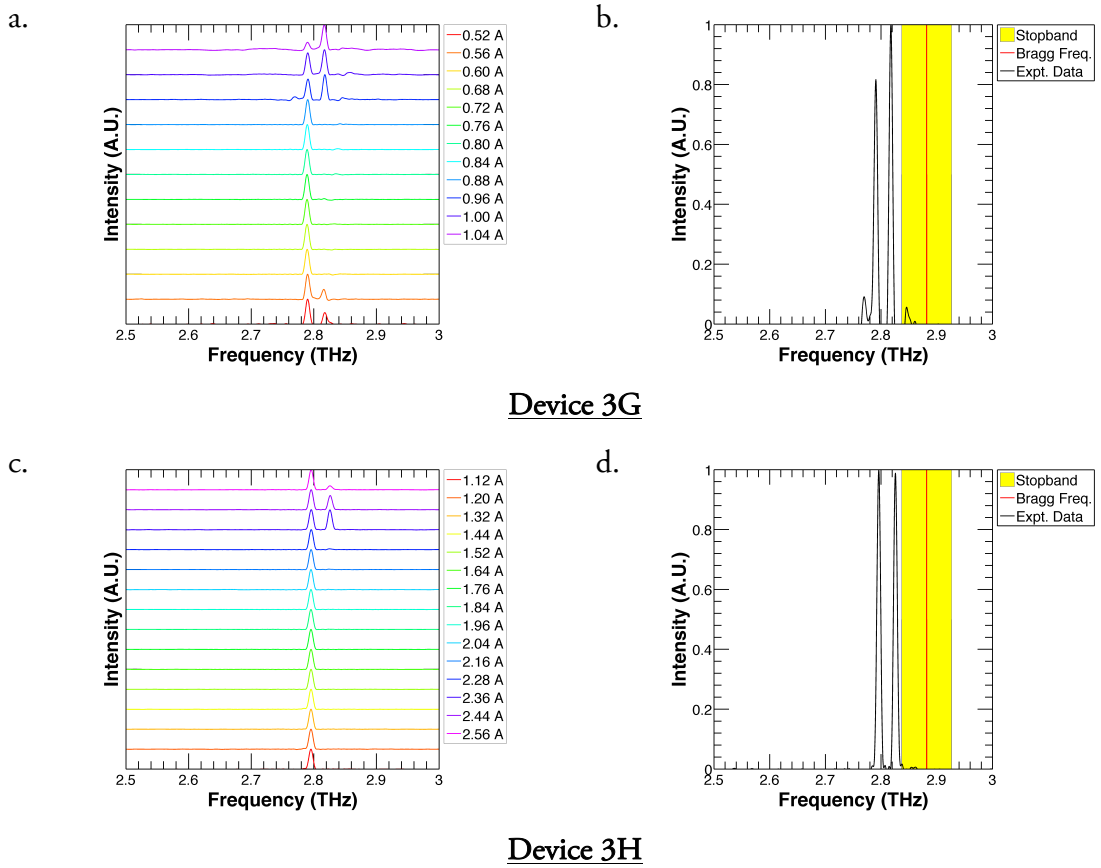 a.
Intensity (A.U.)
2.5 2.6 2.7 2.8 2.9 3
Frequency (THz)
0.52 A
0.56 A
0.60 A
0.68 A
0.72 A
0.76 A
0.80 A
0.84 A
0.88 A
0.96 A
1.00 A
1.04 A
b.
Intensity (A.U.)
1
0.8
0.6
0.4
0.2
0
2.5 2.6 2.7 2.8 2.9 3
Frequency (THz)
Stopband
Bragg Freq.
Expt. Data
Device 3G
c.
Intensity (A.U.)
2.5 2.6 2.7 2.8 2.9 3
Frequency (THz)
1.12 A
1.20 A
1.32 A
1.44 A
1.52 A
1.64 A
1.76 A
1.84 A
1.96 A
2.04 A
2.16 A
2.28 A
2.36 A
2.44 A
2.56 A
d.
Intensity (A.U.)
1
0.8
0.6
0.4
0.2
0
2.5 2.6 2.7 2.8 2.9 3
Frequency (THz)
Stopband
Bragg Freq.
Expt. Data
Device 3H